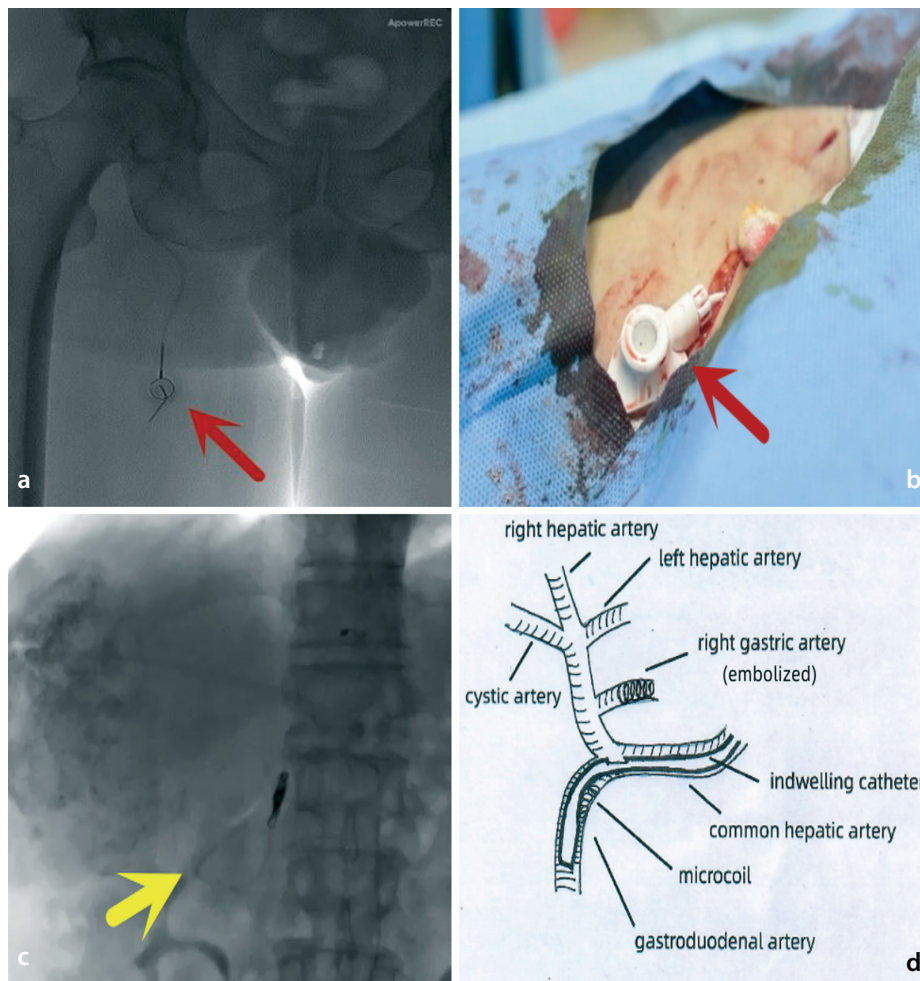 ApowerREC
a
b
right hepatic artery
left hepatic artery
right gastric artery
(embolized)
cystic artery
indwelling catheter
common hepatic artery
microcoil
gastroduodenal artery
c
d